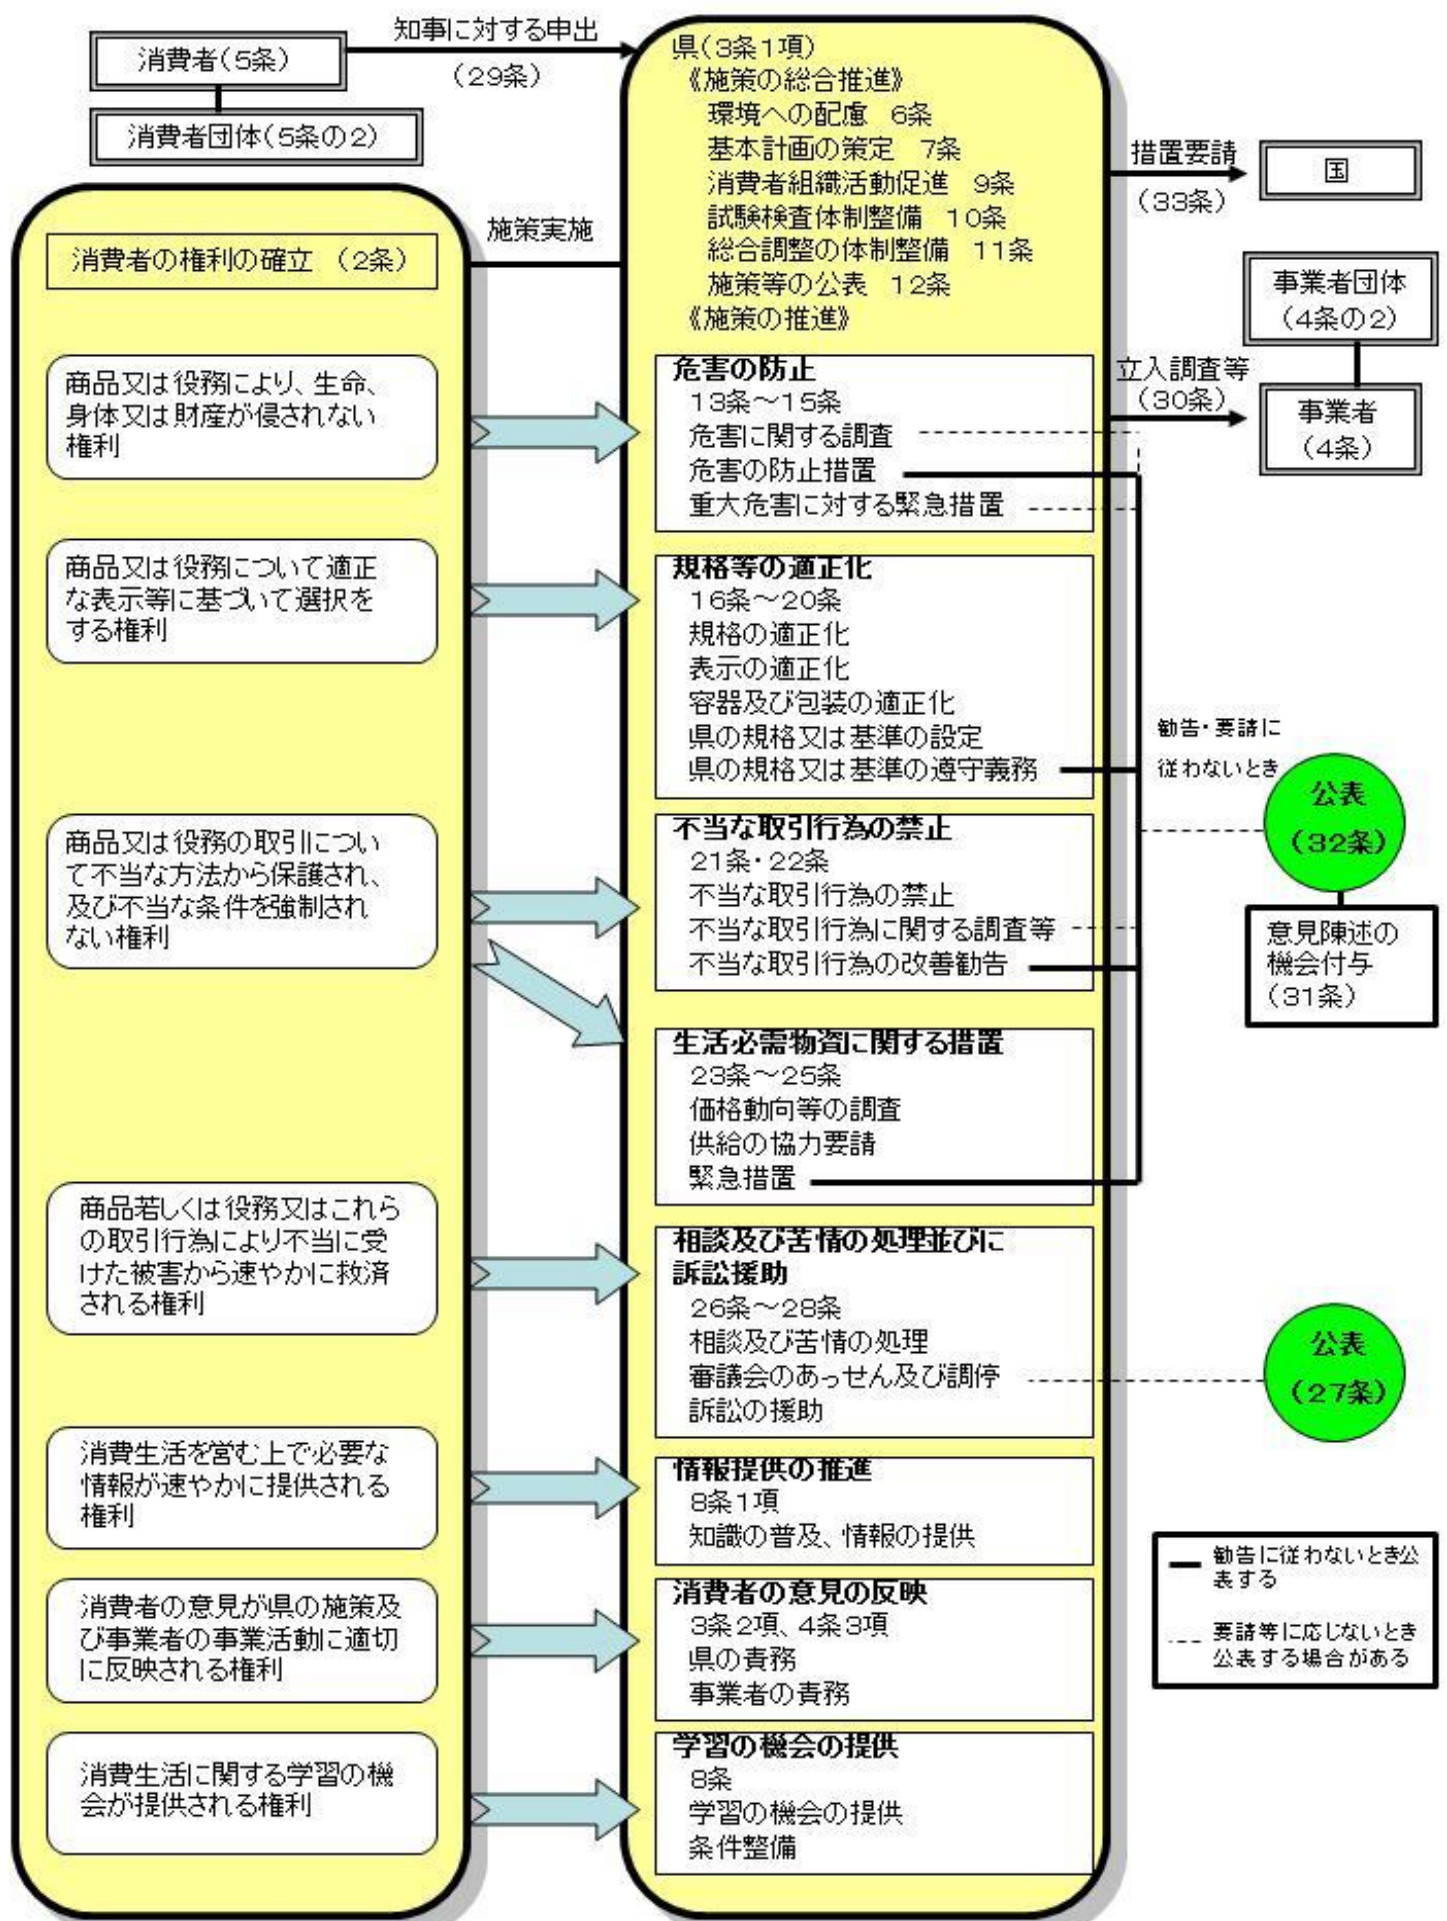 消費者(5条)
消費者団体(5条の2)
知事に対する申出
(29条)
施策実施
消費者の権利の確立 (2条)
商品又は役務により、生命、
身体又は財産が侵されない
権利
商品又は役務について適正
な表示等に基づいて選択を
する権利
商品又は役務の取引につい
て不当な方法から保護され、
及び不当な条件を強制され
ない権利
商品若しくは役務又はこれら
の取引行為により不当に受
けた被害から速やかに救済
される権利
消費生活を営む上で必要な
情報が速やかに提供される
権利
消費者の意見が県の施策及
び事業者の事業活動に適切
に反映される権利
消費生活に関する学習の機
会が提供される権利
県(3条1項)
《施策の総合推進》
環境への配慮 6条
基本計画の策定 7条
消費者組織活動促進 9条
試験検査体制整備 10条
総合調整の体制整備 11条
施策等の公表 12条
《施策の推進》
危害の防止
13条~15条
危害に関する調査
危害の防止措置
重大危害に対する緊急措置
規格等の適正化
16条~20条
規格の適正化
表示の適正化
容器及び包装の適正化
県の規格又は基準の設定
県の規格又は基準の遵守義務
不当な取引行為の禁止
21条・22条
不当な取引行為の禁止
不当な取引行為に関する調査等
不当な取引行為の改善勧告
生活必需物資に関する措置
23条~25条
価格動向等の調査
供給の協力要請
緊急措置
相談及び苦情の処理並びに
訴訟援助
26条~28条
相談及び苦情の処理
審議会のあっせん及び調停
訴訟の援助
情報提供の推進
8条1項
知識の普及、情報の提供
消費者の意見の反映
3条2項、4条3項
県の責務
事業者の責務
学習の機会の提供
8条
学習の機会の提供
条件整備
措置要請
(33条)
国
事業者団体
(4条の2)
立入調査等
(30条)
事業者
(4条)
勧告・要請に
従わないとき
公表
(32条)
意見陳述の
機会付与
(31条)
公表
(27条)
勧告に従わないとき公
表する
要請等に応じないとき
公表する場合がある